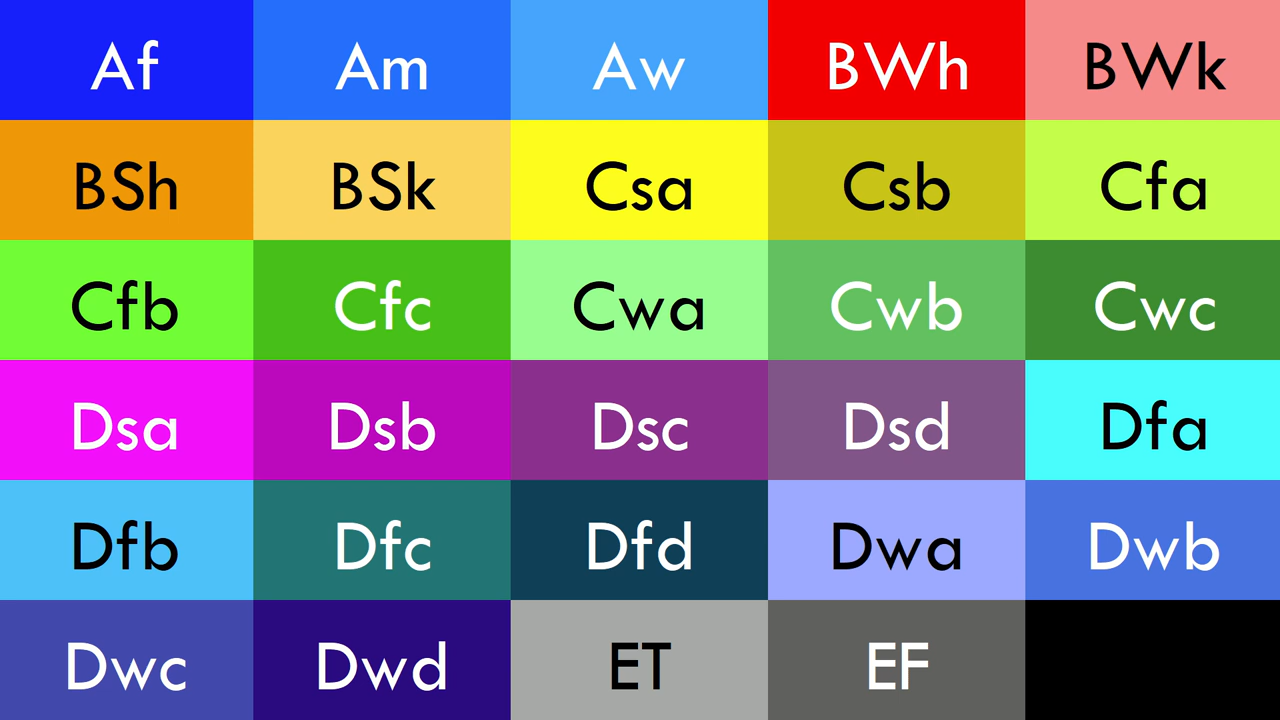 Af Am Aw BWh BWk
BSh BSk Csa Csb Cfa
Cfb Cfc Cwa Cwb Cwc
Dsa Dsb Dsc Dsd Dfa
Dfb Dfc Dfd Dwa Dwb
Dwc Dwd ET EF